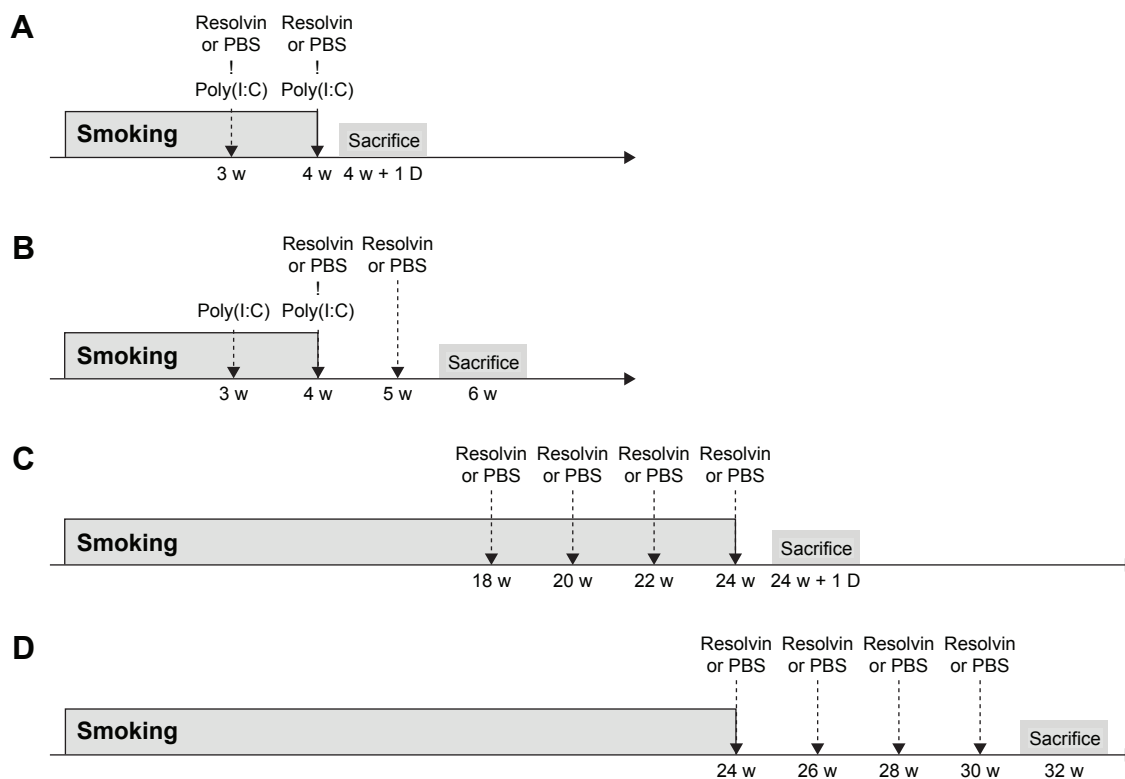 A
Resolvin Resolvin
or PBS or PBS
! !
Poly(I:C) Poly(I:C)
Smoking
Sacrifice
3 w 4 w 4 w + 1 D
B
Resolvin Resolvin
or PBS or PBS
!
Poly(I:C) Poly(I:C)
Smoking
Sacrifice
3 w 4 w 5 w 6 w
C
Resolvin Resolvin Resolvin Resolvin
or PBS or PBS or PBS or PBS
Smoking
Sacrifice
18 w 20 w 22 w 24 w 24 w + 1 D
D
Resolvin Resolvin Resolvin Resolvin
or PBS or PBS or PBS or PBS
Smoking
Sacrifice
24 w 26 w 28 w 30 w 32 w